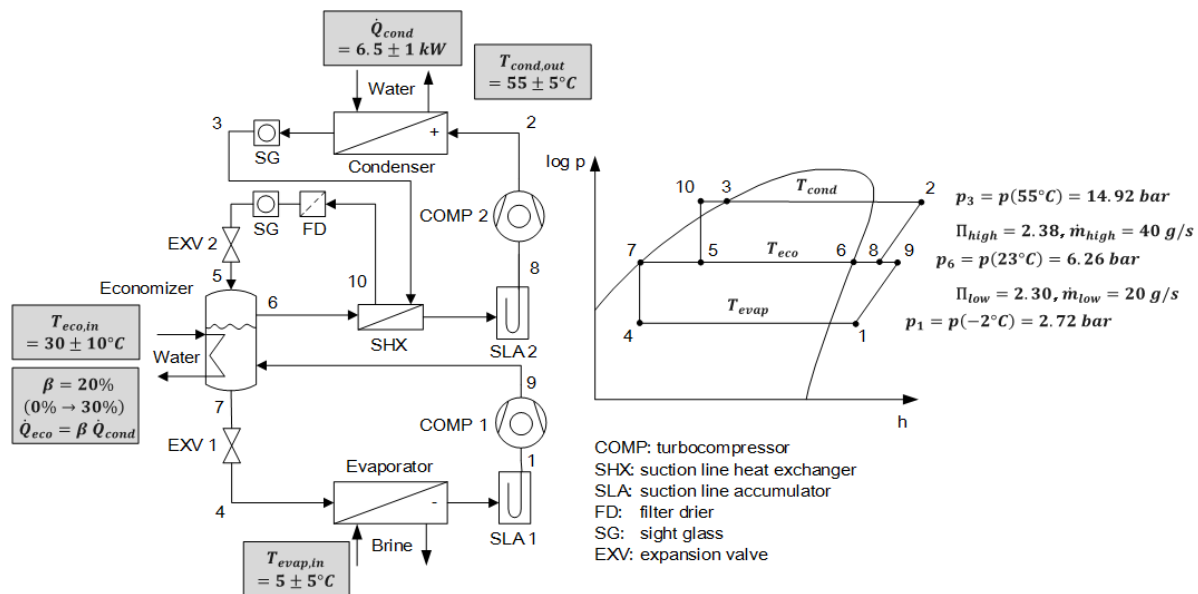 Q̇cond
= 6.5 ± 1 kW
Tcond,out
= 55 ± 5°C
Water
3
2
SG
+
Condenser
SG
FD
COMP 2
EXV 2
5
10
8
Economizer
6
Teco,in
= 30 ± 10°C
SHX
SLA 2
Water
β = 20%
(0% → 30%)
Q̇eco = β Q̇cond
9
7
COMP 1
EXV 1
Evaporator
1
4
-
SLA 1
Brine
Tevap,in
= 5 ± 5°C
log p
10
3
Tcond
2
p3 = p(55°C) = 14.92 bar
Πhigh = 2.38, ṁhigh = 40 g/s
7
5
Teco
6
8
9
p6 = p(23°C) = 6.26 bar
Πlow = 2.30, ṁlow = 20 g/s
Tevap
4
1
p1 = p(−2°C) = 2.72 bar
h
COMP: turbocompressor
SHX: suction line heat exchanger
SLA: suction line accumulator
FD: filter drier
SG: sight glass
EXV: expansion valve